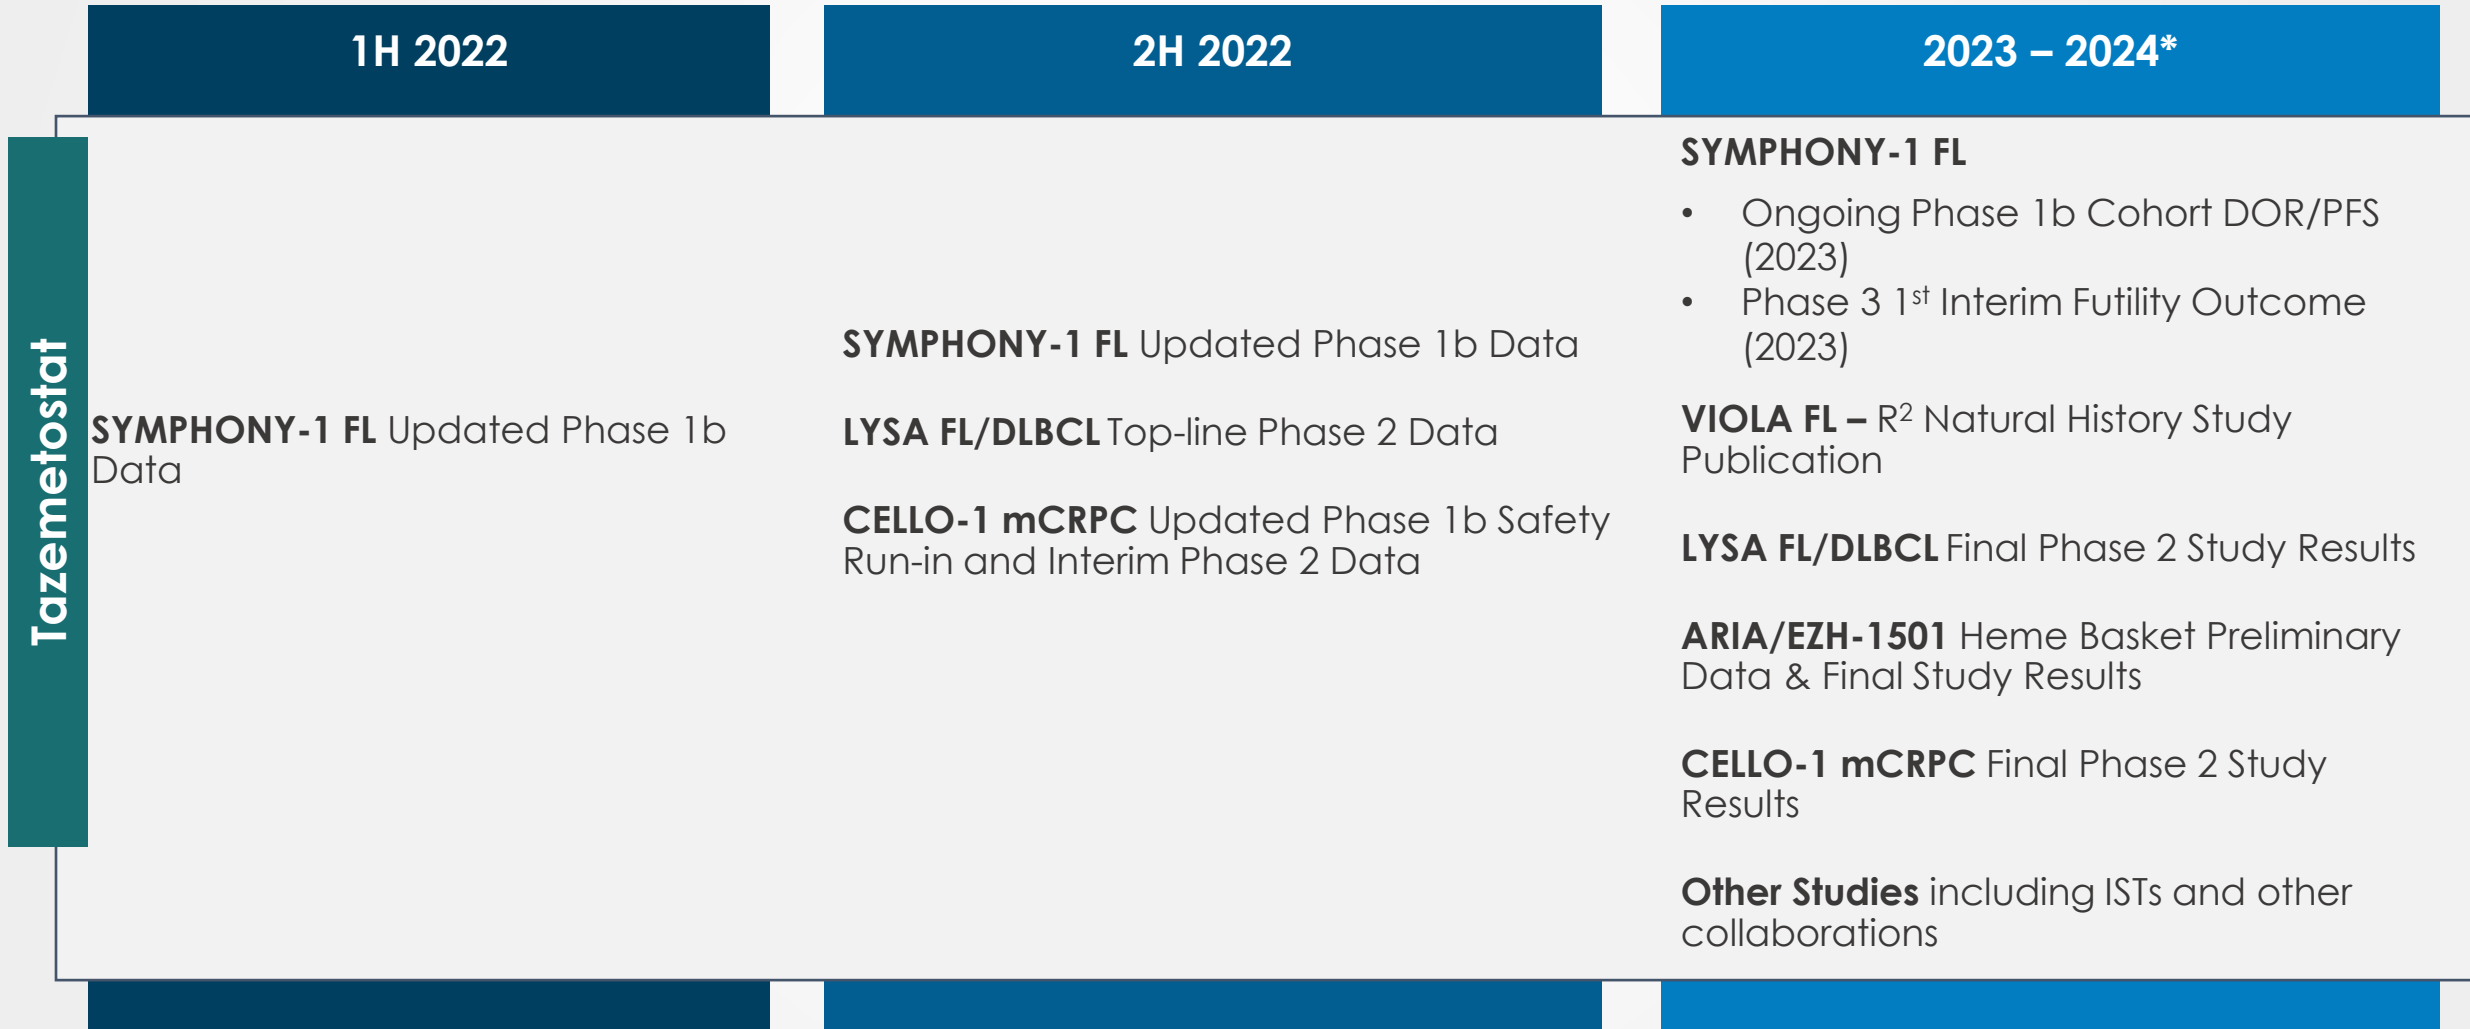 1H 2022
2H 2022
2023 – 2024*
Tazemetostat
SYMPHONY-1 FL Updated Phase 1b
Data
SYMPHONY-1 FL Updated Phase 1b Data
LYSA FL/DLBCL Top-line Phase 2 Data
CELLO-1 mCRPC Updated Phase 1b Safety
Run-in and Interim Phase 2 Data
SYMPHONY-1 FL
• Ongoing Phase 1b Cohort DOR/PFS
(2023)
• Phase 3 1st Interim Futility Outcome
(2023)
VIOLA FL – R2 Natural History Study
Publication
LYSA FL/DLBCL Final Phase 2 Study Results
ARIA/EZH-1501 Heme Basket Preliminary
Data & Final Study Results
CELLO-1 mCRPC Final Phase 2 Study
Results
Other Studies including ISTs and other
collaborations